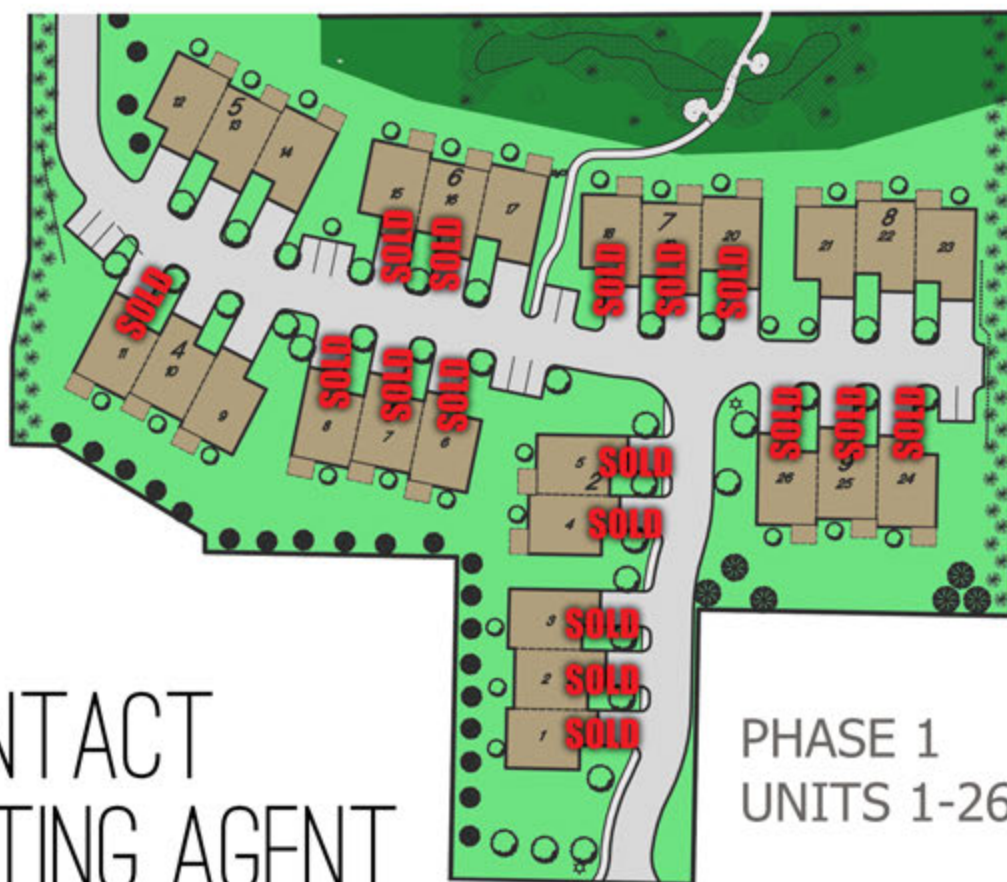 12
5
13
14
15
6
16
17
SOLD
SOLD
18
7
20
SOLD
SOLD
SOLD
21
8
22
23
SOLD
11
4
10
9
SOLD
SOLD
SOLD
8
7
6
SOLD
SOLD
SOLD
26
9
25
24
5
2
SOLD
4
SOLD
3
SOLD
2
SOLD
1
SOLD
NTACT
TING AGENT
PHASE 1
UNITS 1-26